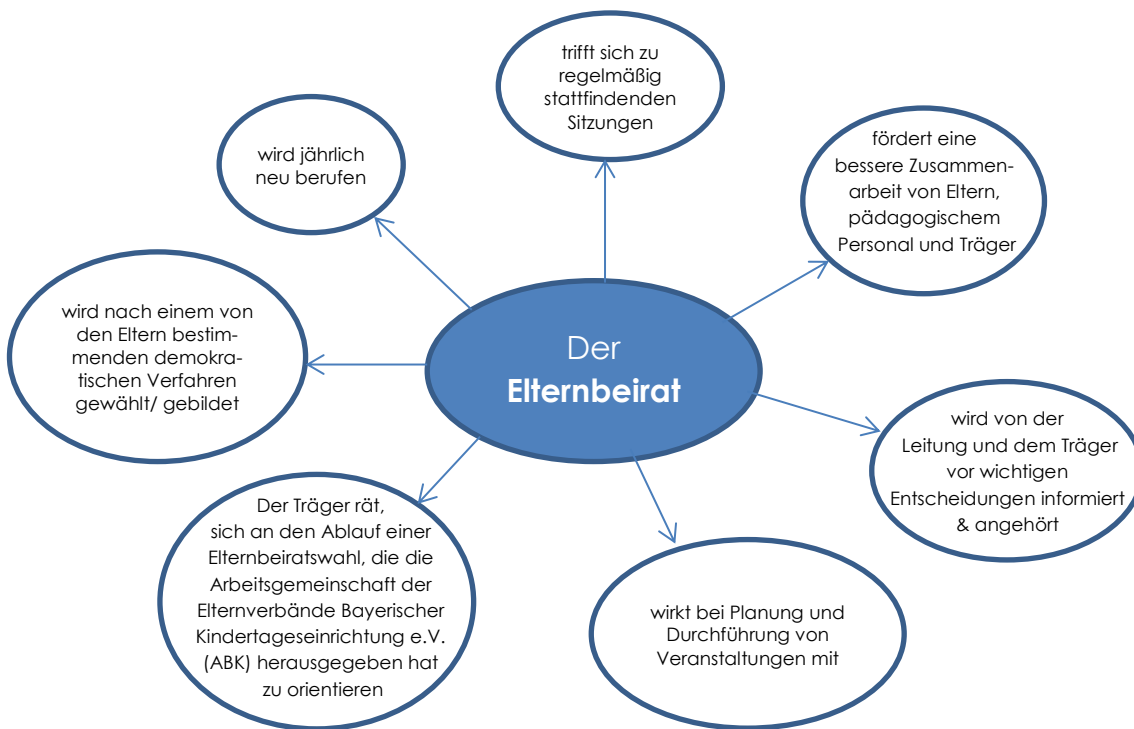 trifft sich zu
regelmäßig
stattfindenden
Sitzungen
fördert eine
bessere Zusammen-
arbeit von Eltern,
pädagogischem
Personal und Träger
wird jährlich
neu berufen
wird nach einem von
den Eltern bestim-
menden demokra-
tischen Verfahren
gewählt/ gebildet
Der
Elternbeirat
wird von der
Leitung und dem Träger
vor wichtigen
Entscheidungen informiert
& angehört
Der Träger rät,
sich an den Ablauf einer
Elternbeiratswahl, die die
Arbeitsgemeinschaft der
Elternverbände Bayerischer
Kindertageseinrichtung e.V.
(ABK) herausgegeben hat
zu orientieren
wirkt bei Planung und
Durchführung von
Veranstaltungen mit